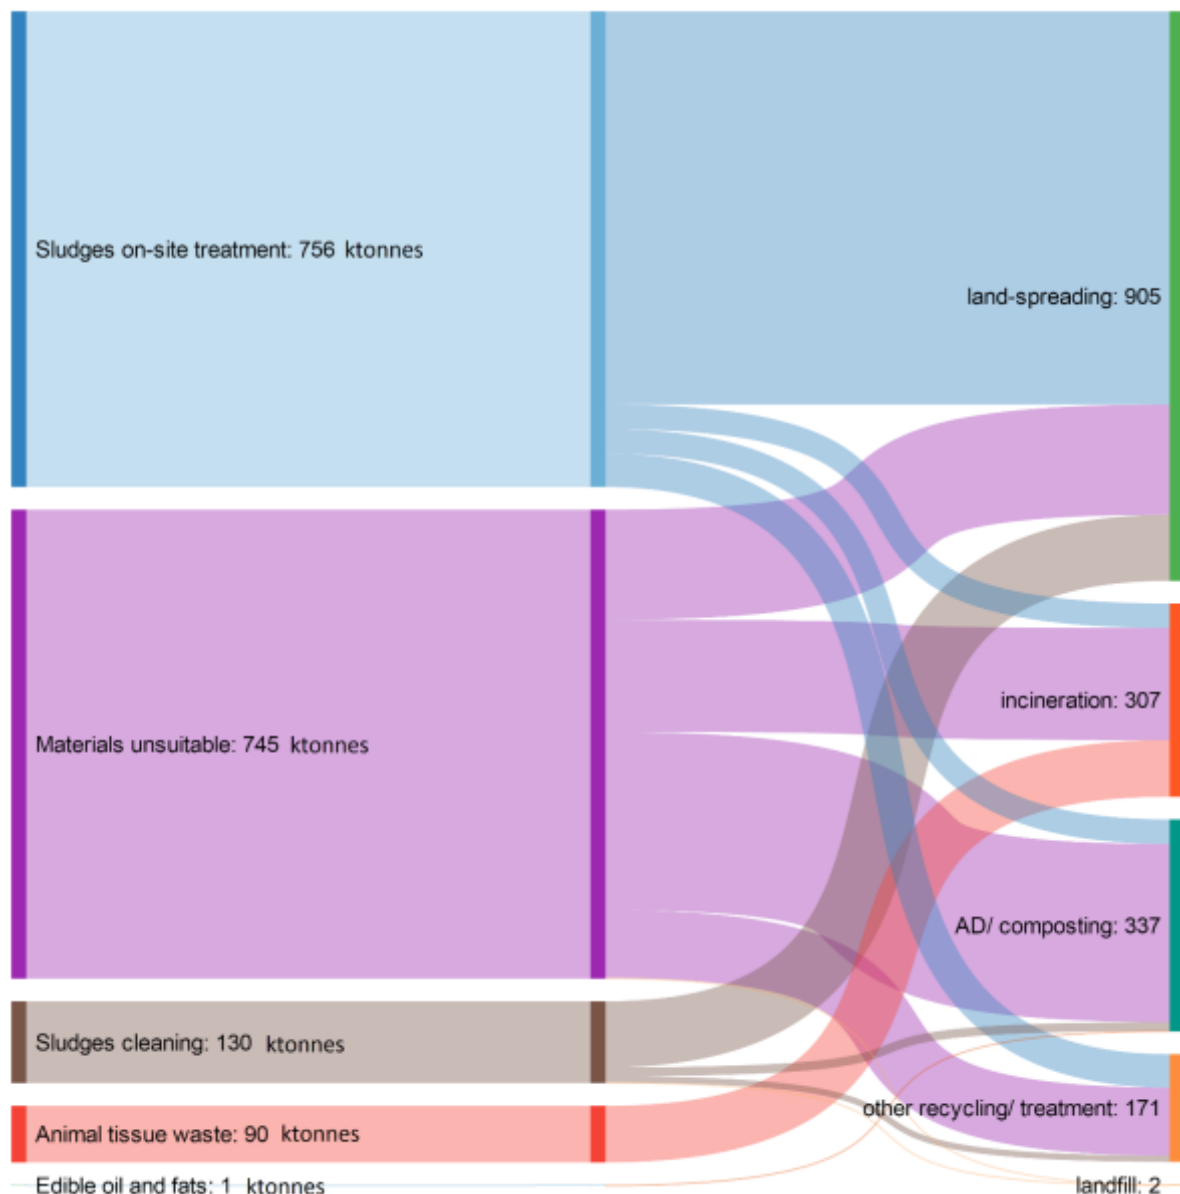 Sludges on-site treatment: 756 ktonnes
land-spreading: 905
incineration: 307
Materials unsuitable: 745 ktonnes
AD/ composting: 337
Sludges cleaning: 130 ktonnes
other recycling/ treatment: 171
Animal tissue waste: 90 ktonnes
Edible oil and fats: 1 ktonnes
landfill: 2